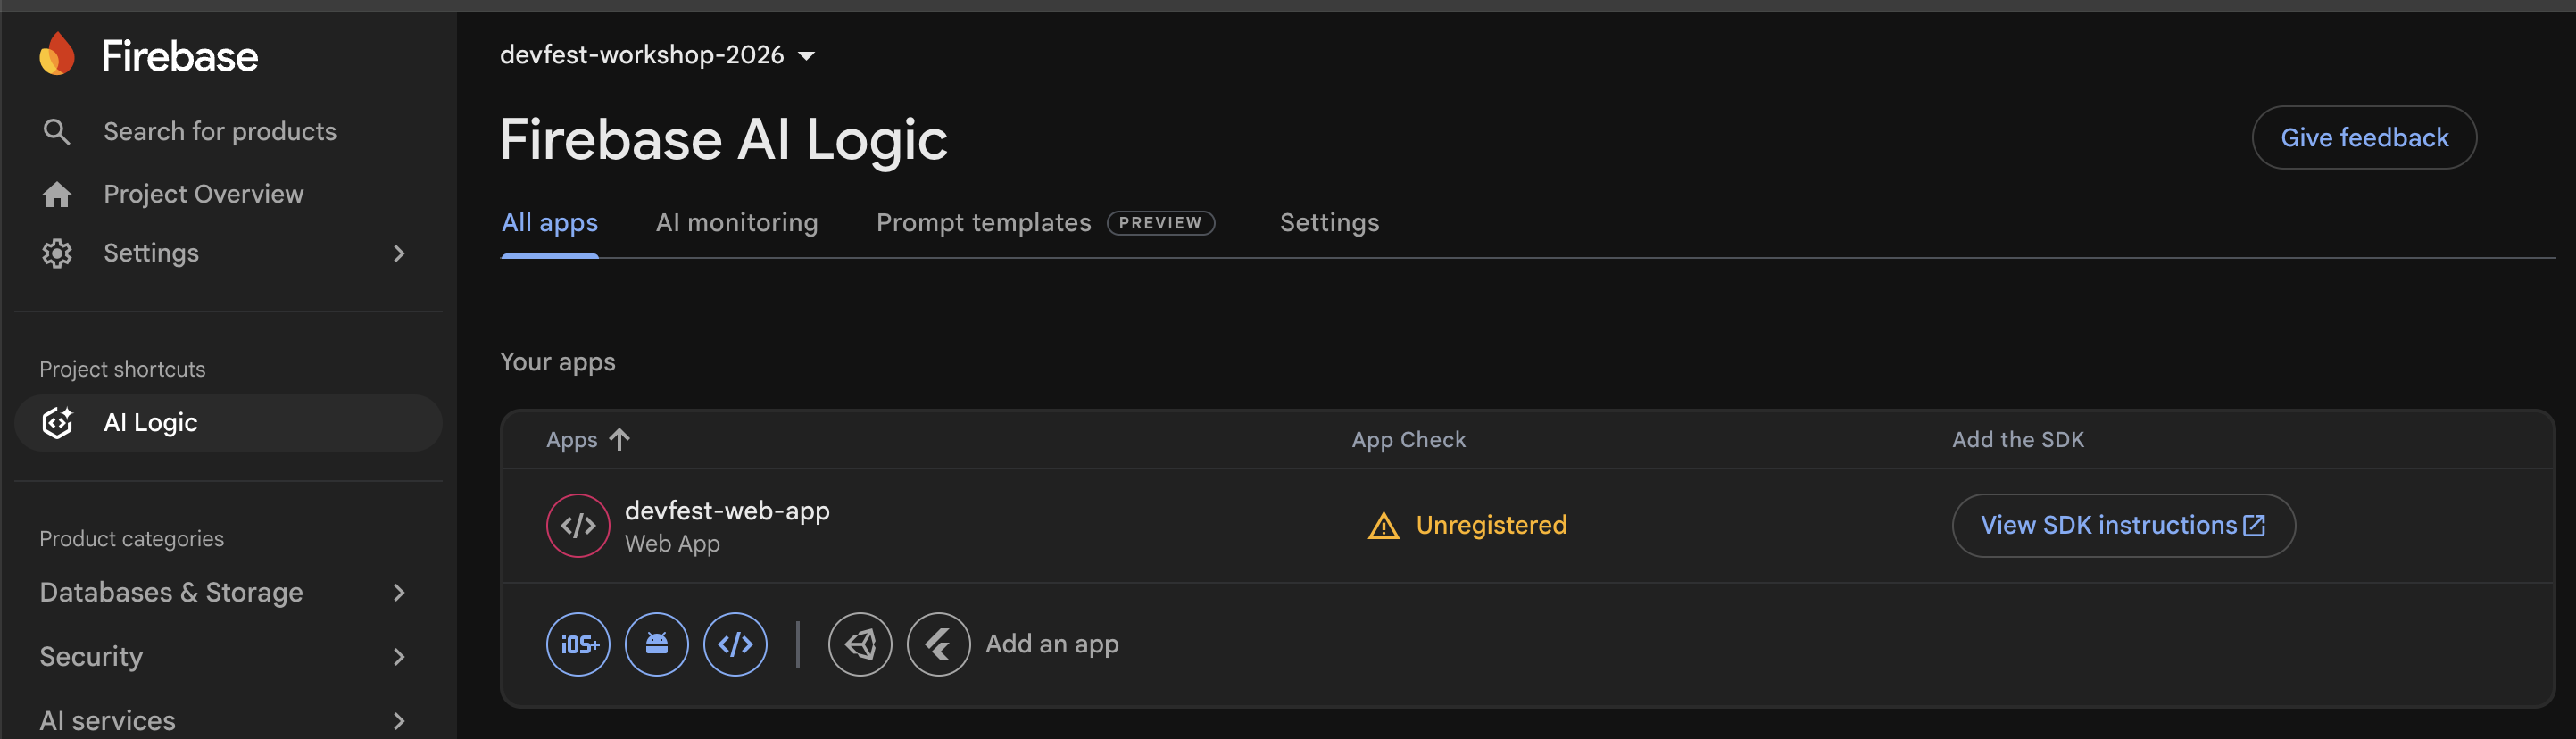 Firebase
Search for products
Project Overview
Settings
Project shortcuts
AI Logic
Product categories
Databases & Storage
Security
AI services
devfest-workshop-2026
Firebase AI Logic
Give feedback
All apps AI monitoring Prompt templates PREVIEW Settings
Your apps
Apps App Check Add the SDK
devfest-web-app
Web App
Unregistered
View SDK instructions
iOS+ Add an app